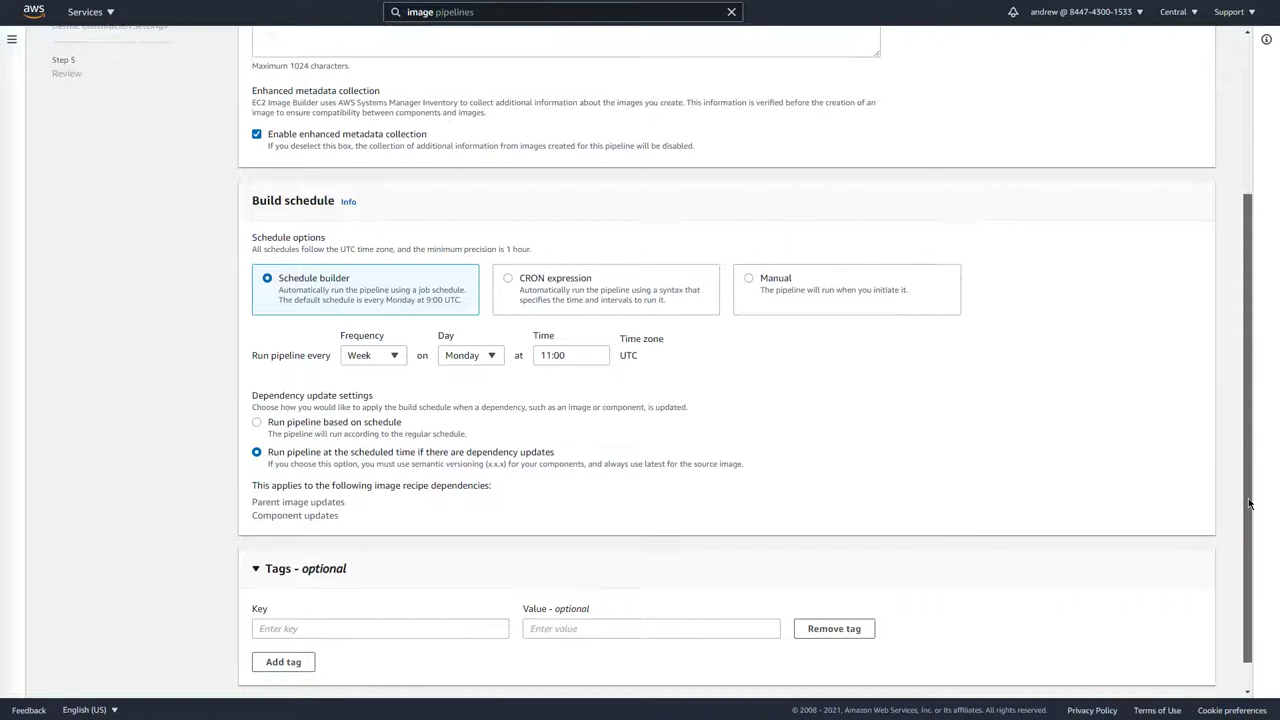 aws
Services
image pipelines
andrew @ 8447-4300-1533
Central
Support
Step 5
Review
Maximum 1024 characters.
Enhanced metadata collection
EC2 Image Builder uses AWS Systems Manager Inventory to collect additional information about the images you create. This information is verified before the creation of an
image to ensure compatibility between components and images.
Enable enhanced metadata collection
If you deselect this box, the collection of additional information from images created for this pipeline will be disabled.
Build schedule Info
Schedule options
All schedules follow the UTC time zone, and the minimum precision is 1 hour.
Schedule builder
Automatically run the pipeline using a job schedule.
The default schedule is every Monday at 9:00 UTC.
CRON expression
Automatically run the pipeline using a syntax that
specifies the time and intervals to run it.
Manual
The pipeline will run when you initiate it.
Frequency
Day
Time
Time zone
Run pipeline every Week on Monday at 11:00 UTC
Dependency update settings
Choose how you would like to apply the build schedule when a dependency, such as an image or component, is updated.
Run pipeline based on schedule
The pipeline will run according to the regular schedule.
Run pipeline at the scheduled time if there are dependency updates
If you choose this option, you must use semantic versioning (x.x.x) for your components, and always use latest for the source image.
This applies to the following image recipe dependencies:
Parent image updates
Component updates
Tags - optional
Key
Value - optional
Enter key
Enter value
Remove tag
Add tag
Feedback
English (US)
© 2008 - 2021, Amazon Web Services, Inc. or its affiliates. All rights reserved.
Privacy Policy
Terms of Use
Cookie preferences